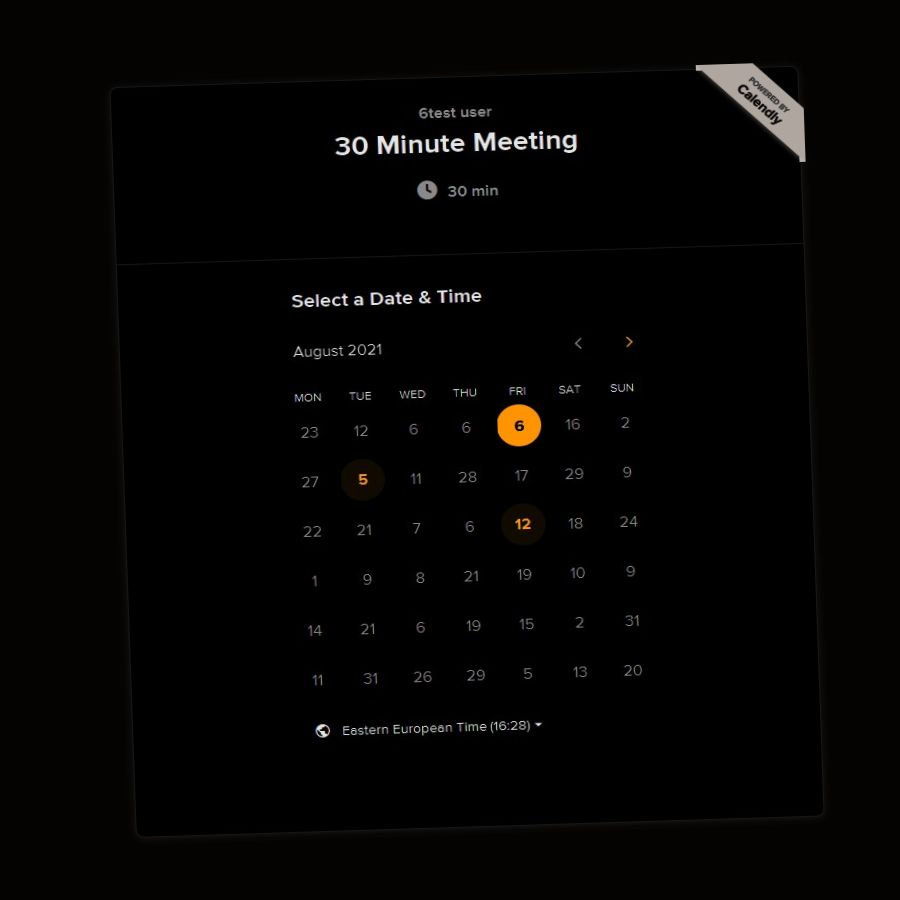 POWERED BY
Calendly
6test user
30 Minute Meeting
30 min
Select a Date & Time
August 2021
MON TUE WED THU FRI SAT SUN
23 12 6 6 6 16 2
27 5 11 28 17 29 9
22 21 7 6 12 18 24
1 9 8 21 19 10 9
14 21 6 19 15 2 31
11 31 26 29 5 13 20
Eastern European Time (16:28)